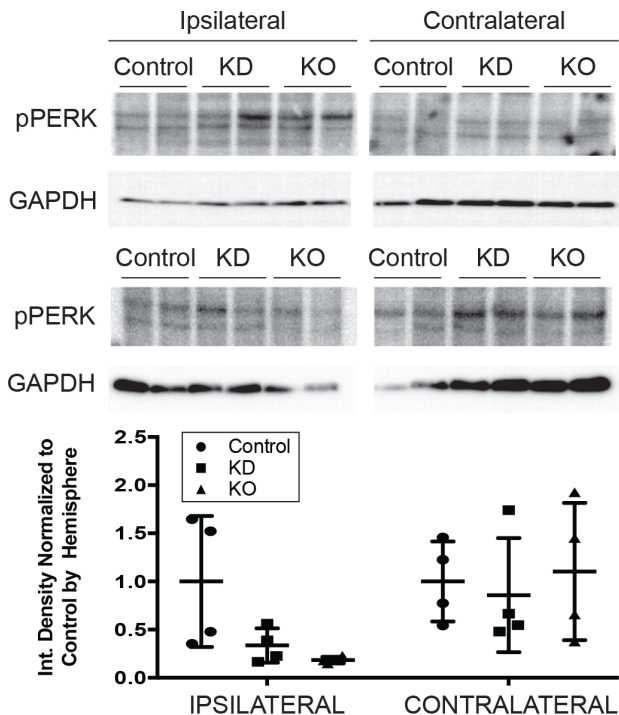 Ipsilateral Contralateral
Control KD KO Control KD KO
pPERK
GAPDH
Control KD KO Control KD KO
pPERK
GAPDH
Int. Density Normalized to
Control by Hemisphere
2.5
2.0
1.5
1.0
0.5
0.0
Control
KD
KO
IPSILATERAL CONTRALATERAL